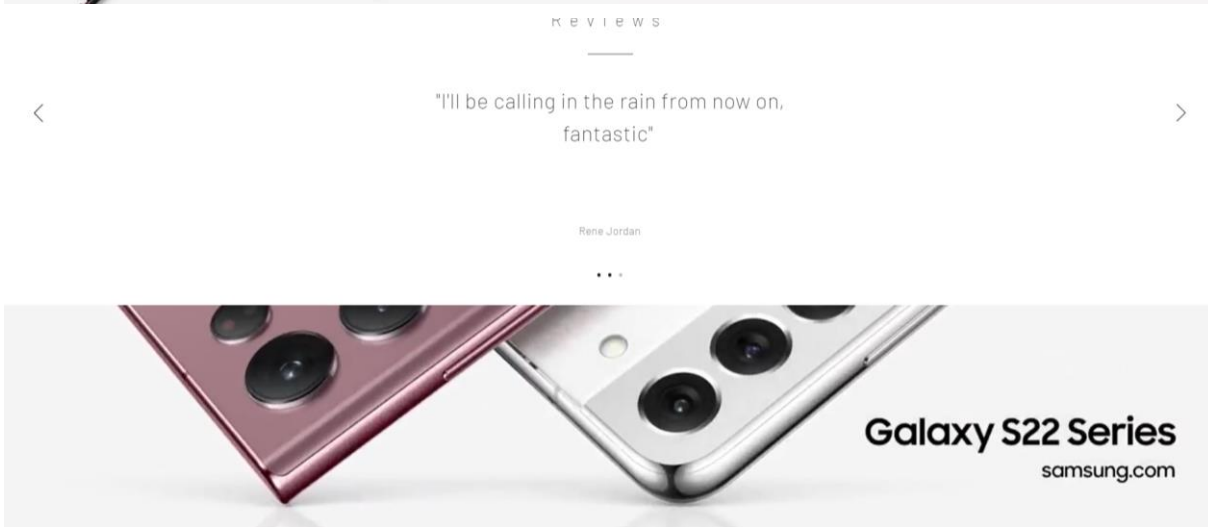 Reviews
"I'll be calling in the rain from now on,
fantastic"
Rene Jordan
Galaxy S22 Series
samsung.com